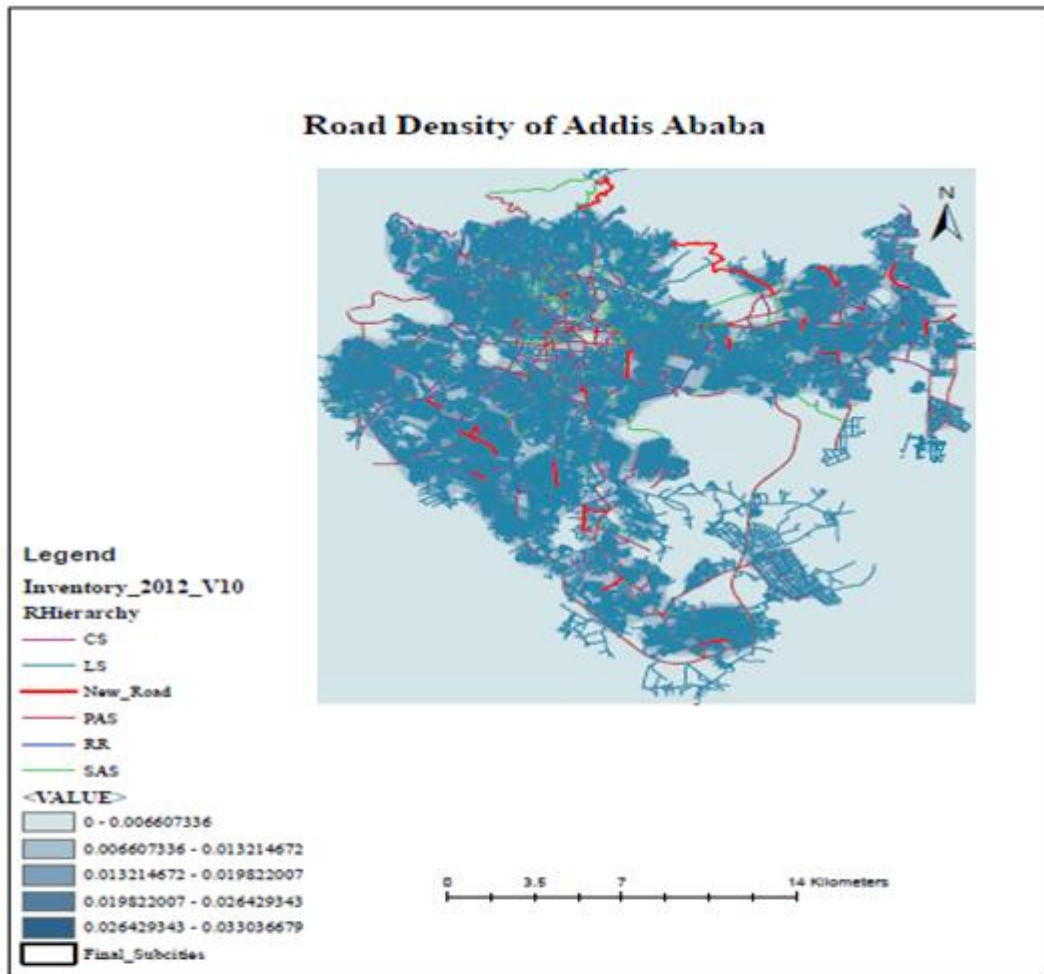 Road Density of Addis Ababa
N
Legend
Inventory_2012_V10
RHierarchy
CS
LS
New_Road
PAS
RR
SAS
<VALUE>
0 - 0.006607336
0.006607336 - 0.013214672
0.013214672 - 0.019822007
0.019822007 - 0.026429343
0.026429343 - 0.033036679
Final_Subcities
0 3.5 7 14 Kilometers